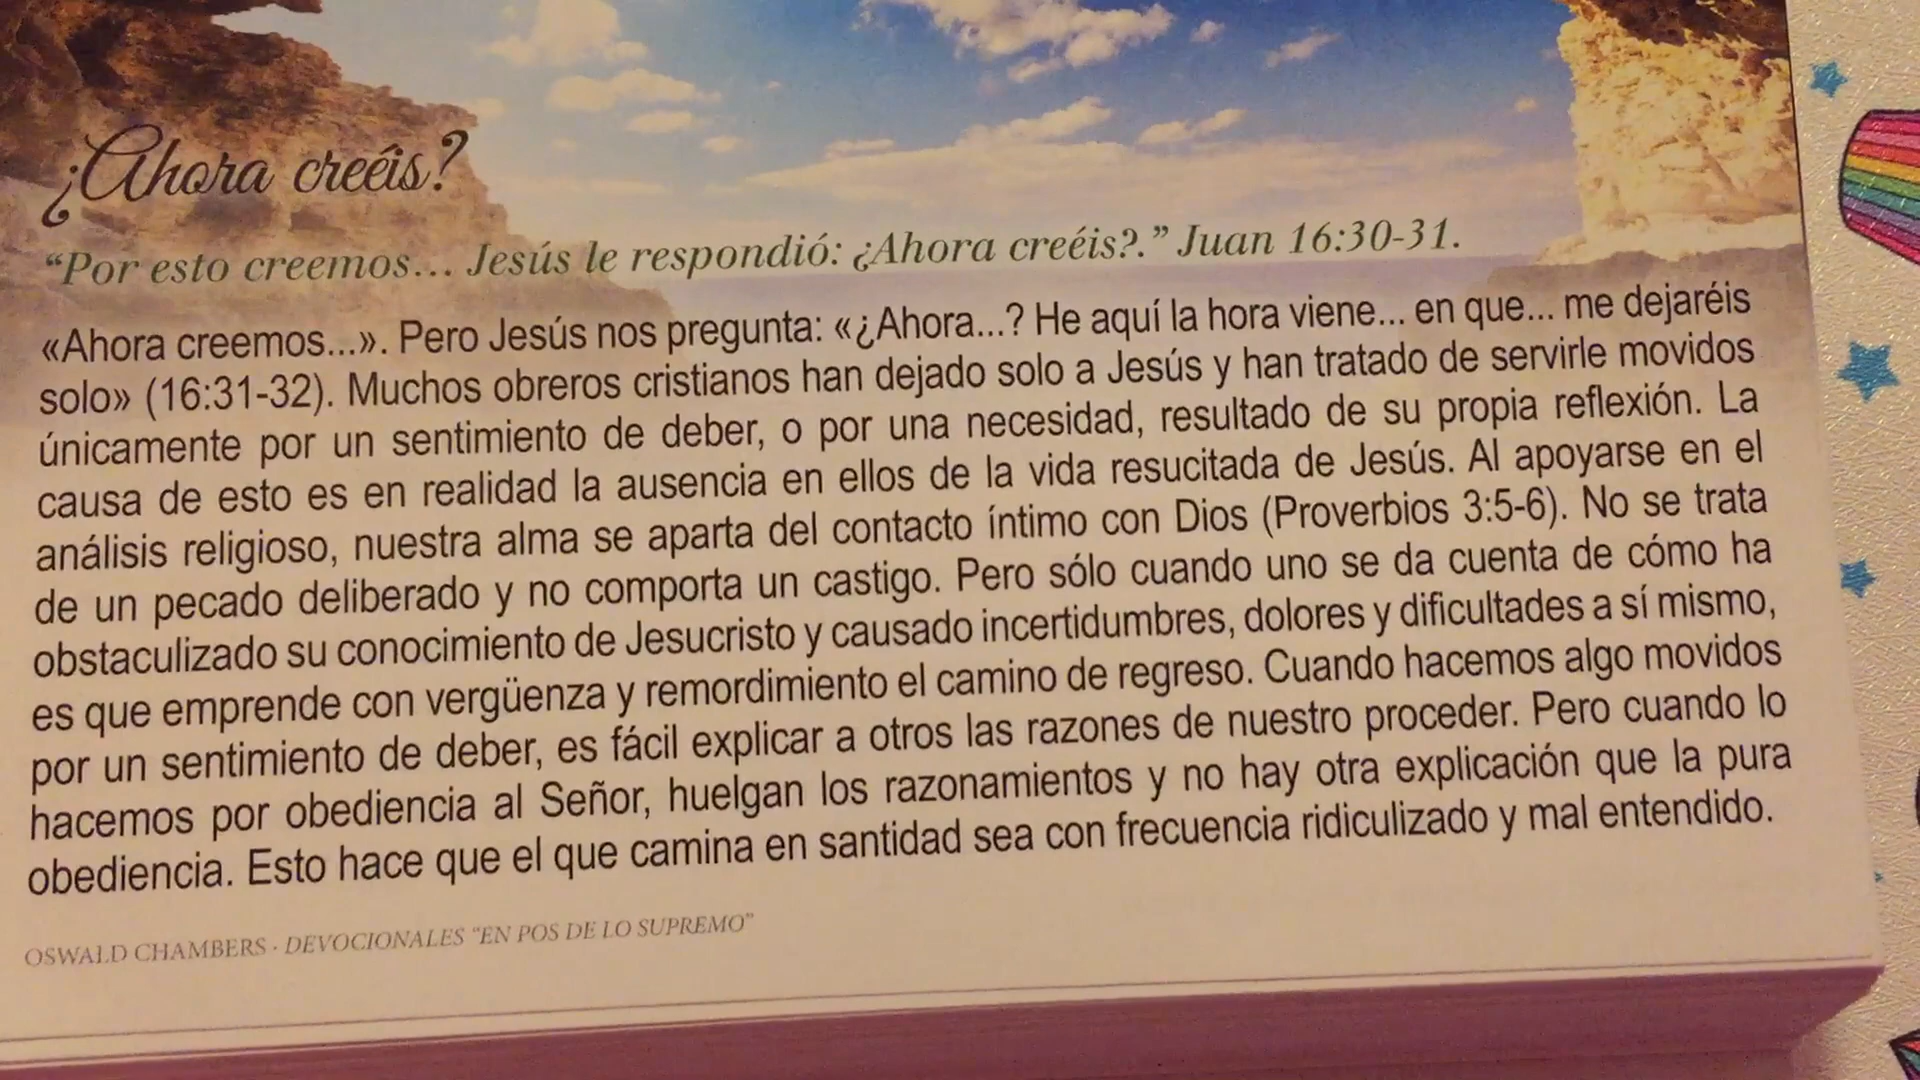 ¿Ahora creéis?
“Por esto creemos... Jesús le respondió: ¿Ahora creéis?.” Juan 16:30-31.
«Ahora creemos...». Pero Jesús nos pregunta: «¿Ahora...? He aquí la hora viene... en que... me dejaréis
solo» (16:31-32). Muchos obreros cristianos han dejado solo a Jesús y han tratado de servirle movidos
únicamente por un sentimiento de deber, o por una necesidad, resultado de su propia reflexión. La
causa de esto es en realidad la ausencia en ellos de la vida resucitada de Jesús. Al apoyarse en el
análisis religioso, nuestra alma se aparta del contacto íntimo con Dios (Proverbios 3:5-6). No se trata
de un pecado deliberado y no comporta un castigo. Pero sólo cuando uno se da cuenta de cómo ha
obstaculizado su conocimiento de Jesucristo y causado incertidumbres, dolores y dificultades a sí mismo,
es que emprende con vergüenza y remordimiento el camino de regreso. Cuando hacemos algo movidos
por un sentimiento de deber, es fácil explicar a otros las razones de nuestro proceder. Pero cuando lo
hacemos por obediencia al Señor, huelgan los razonamientos y no hay otra explicación que la pura
obediencia. Esto hace que el que camina en santidad sea con frecuencia ridiculizado y mal entendido.
OSWALD CHAMBERS · DEVOCIONALES “EN POS DE LO SUPREMO”